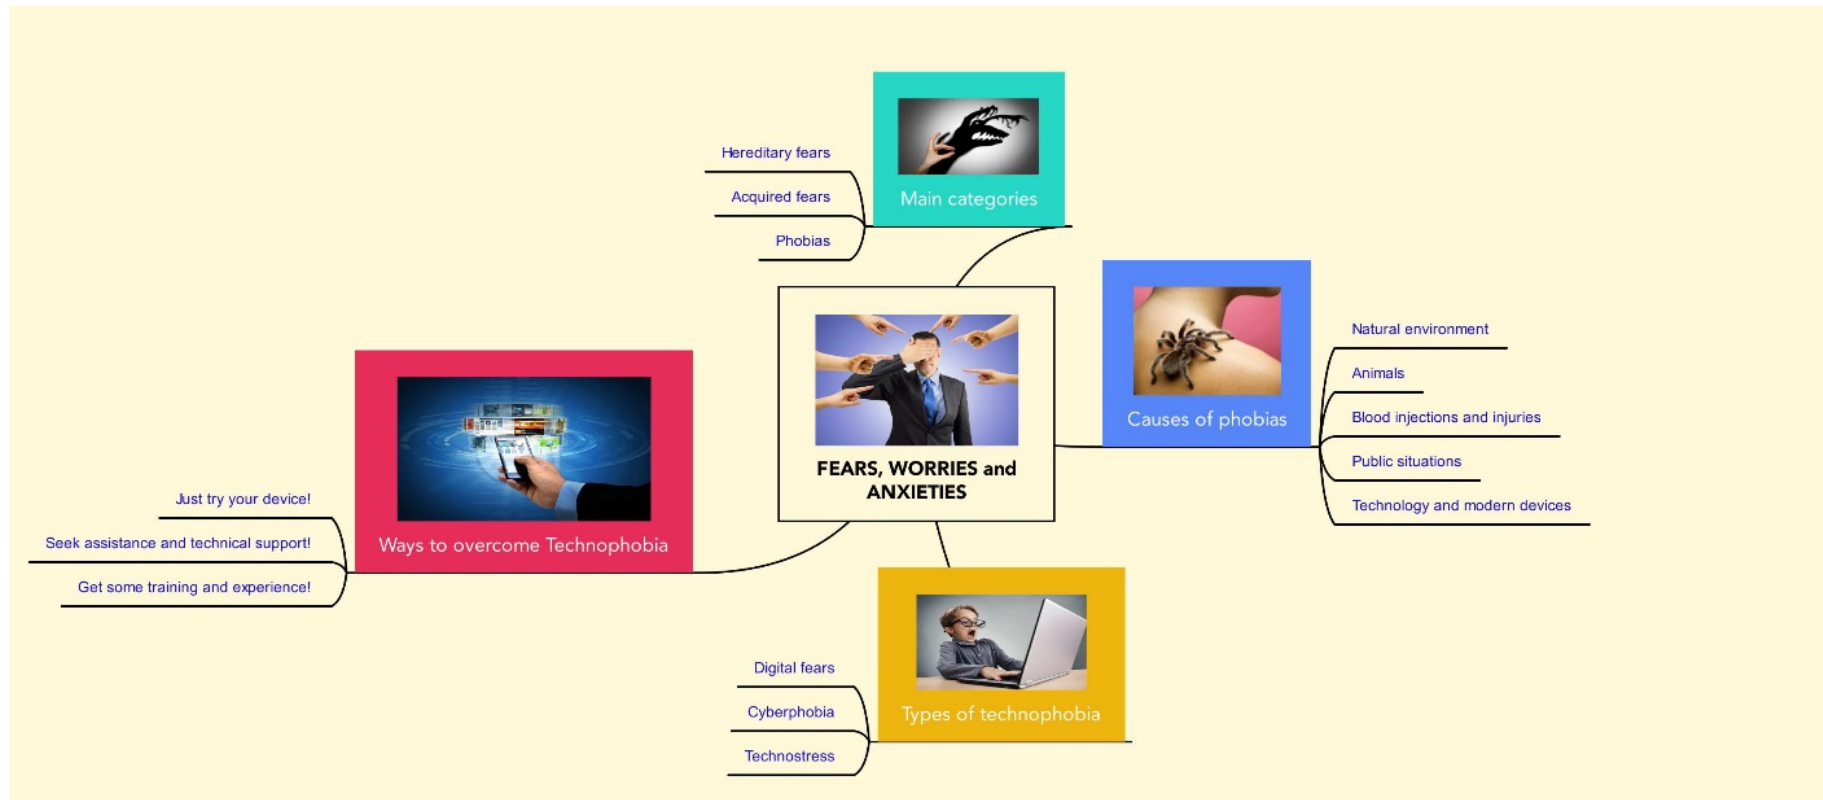 Main categories
Hereditary fears
Acquired fears
Phobias
FEARS, WORRIES and
ANXIETIES
Causes of phobias
Natural environment
Animals
Blood injections and injuries
Public situations
Technology and modern devices
Ways to overcome Technophobia
Just try your device!
Seek assistance and technical support!
Get some training and experience!
Types of technophobia
Digital fears
Cyberphobia
Technostress